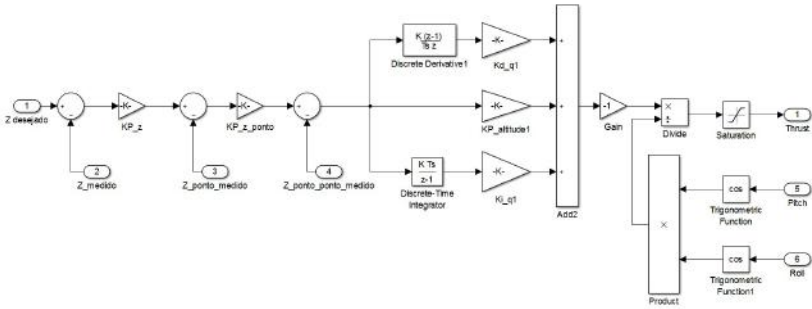 K (z-1)
Ts z
Discrete Derivative1
-K-
Kd_q1
1
Z desejado
+
-
-K-
KP_z
+
-
-K-
KP_z_ponto
+
-
-K-
KP_altitude1
2
Z_medido
3
Z_ponto_medido
4
Z_ponto_ponto_medido
K Ts
z-1
Discrete-Time
Integrator
-K-
Ki_q1
+
+
+
Add2
-1
Gain
×
÷
Divide
Saturation
1
Thrust
×
Product
cos
Trigonometric
Function
5
Pitch
cos
Trigonometric
Function1
6
Roll